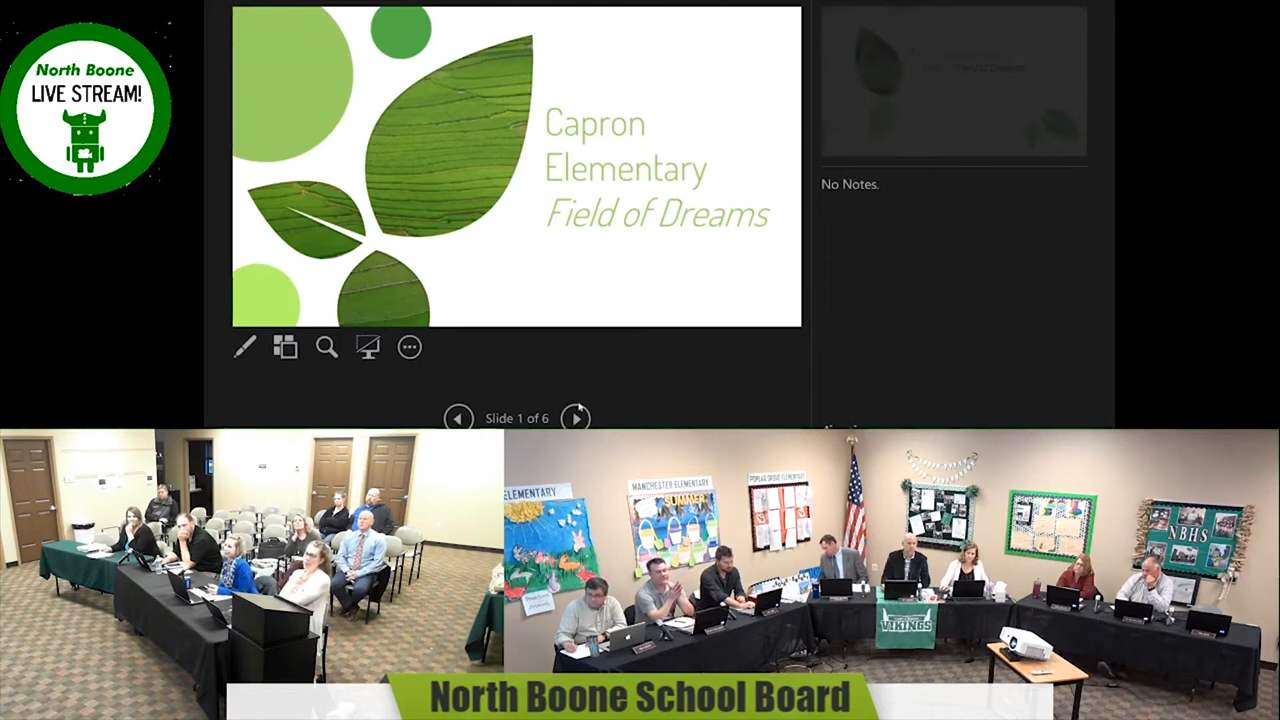 North Boone
LIVE STREAM!
Capron
Elementary
Field of Dreams
No Notes.
Slide 1 of 6
ELEMENTARY
MANCHESTER ELEMENTARY
SUMMER
POPLAR GROVE ELEMENTARY
NBHS
VIKINGS
North Boone School Board